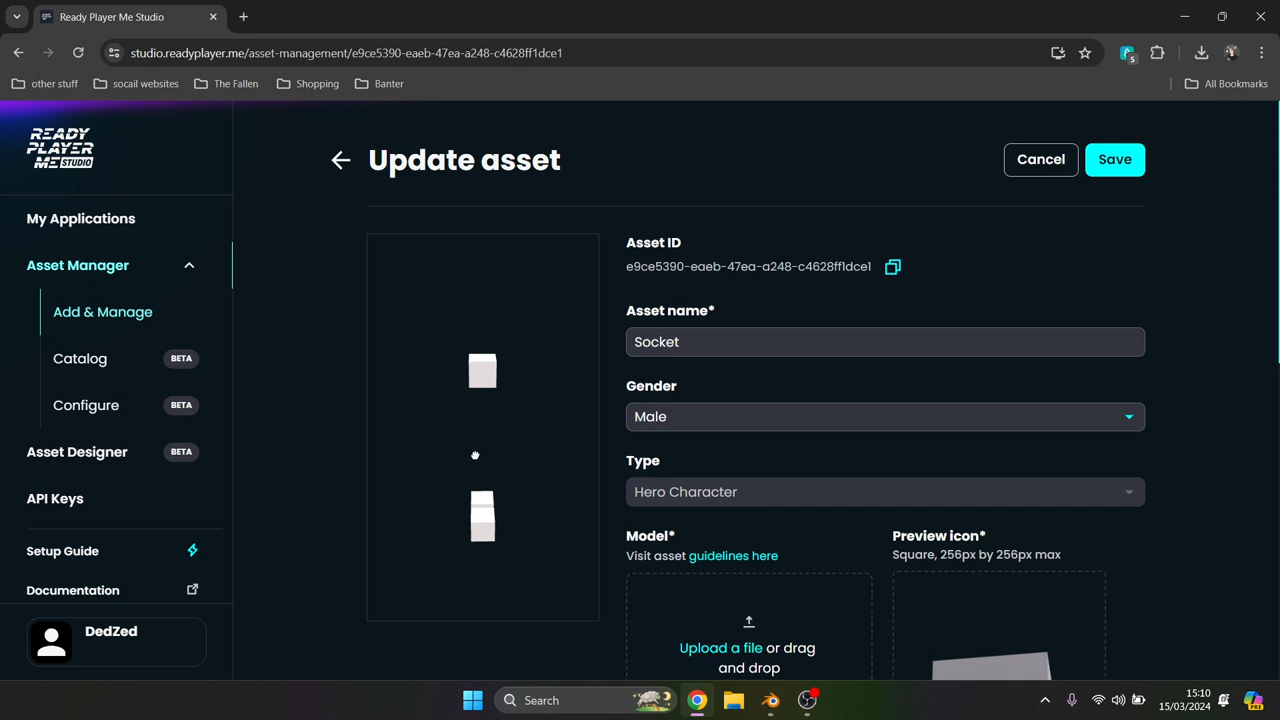 Ready Player Me Studio
studio.readyplayer.me/asset-management/e9ce5390-eaeb-47ea-a248-c4628ff1dce1
5
other stuff
socail websites
The Fallen
Shopping
Banter
All Bookmarks
READY
PLAYER
ME STUDIO
My Applications
Asset Manager
Add & Manage
Catalog
BETA
Configure
BETA
Asset Designer
BETA
API Keys
Setup Guide
Documentation
DedZed
Update asset
Cancel
Save
Asset ID
e9ce5390-eaeb-47ea-a248-c4628ff1dce1
Asset name*
Socket
Gender
Male
Type
Hero Character
Model*
Visit asset guidelines here
Upload a file or drag
and drop
Preview icon*
Square, 256px by 256px max
Search
15:10
15/03/2024
PRE